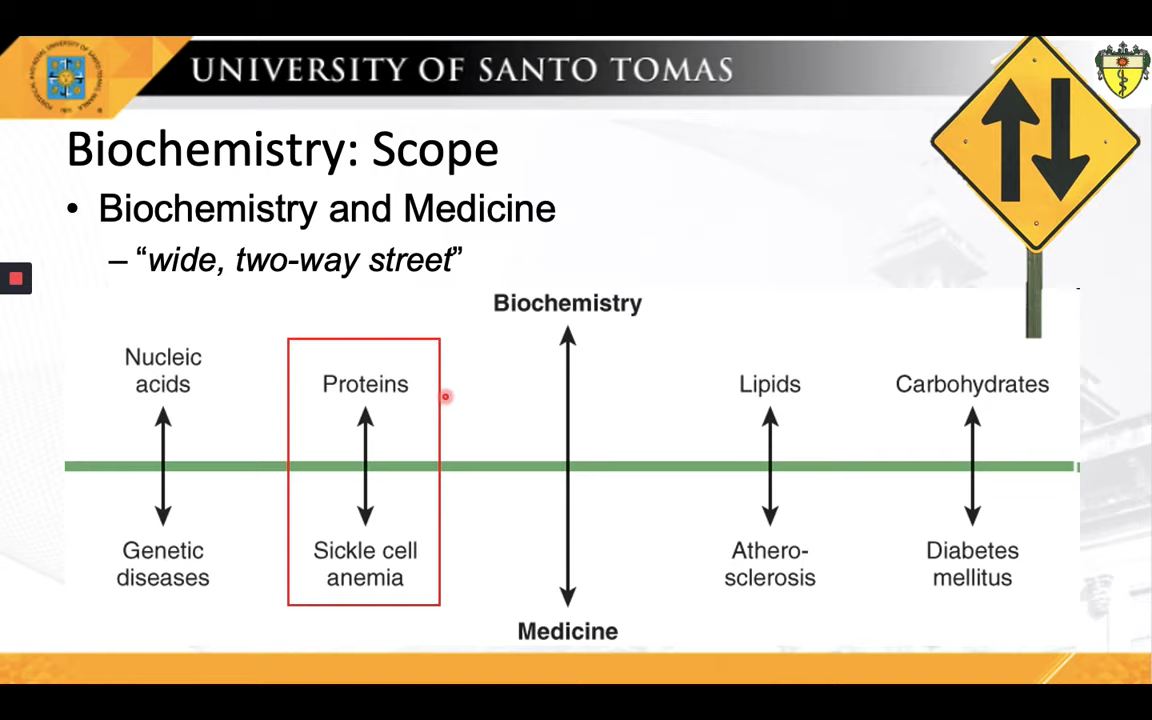 UNIVERSITY OF SANTO TOMAS
Biochemistry: Scope
• Biochemistry and Medicine
– “wide, two-way street”
Biochemistry
Nucleic
acids
Proteins
Lipids
Carbohydrates
Genetic
diseases
Sickle cell
anemia
Athero-
sclerosis
Diabetes
mellitus
Medicine